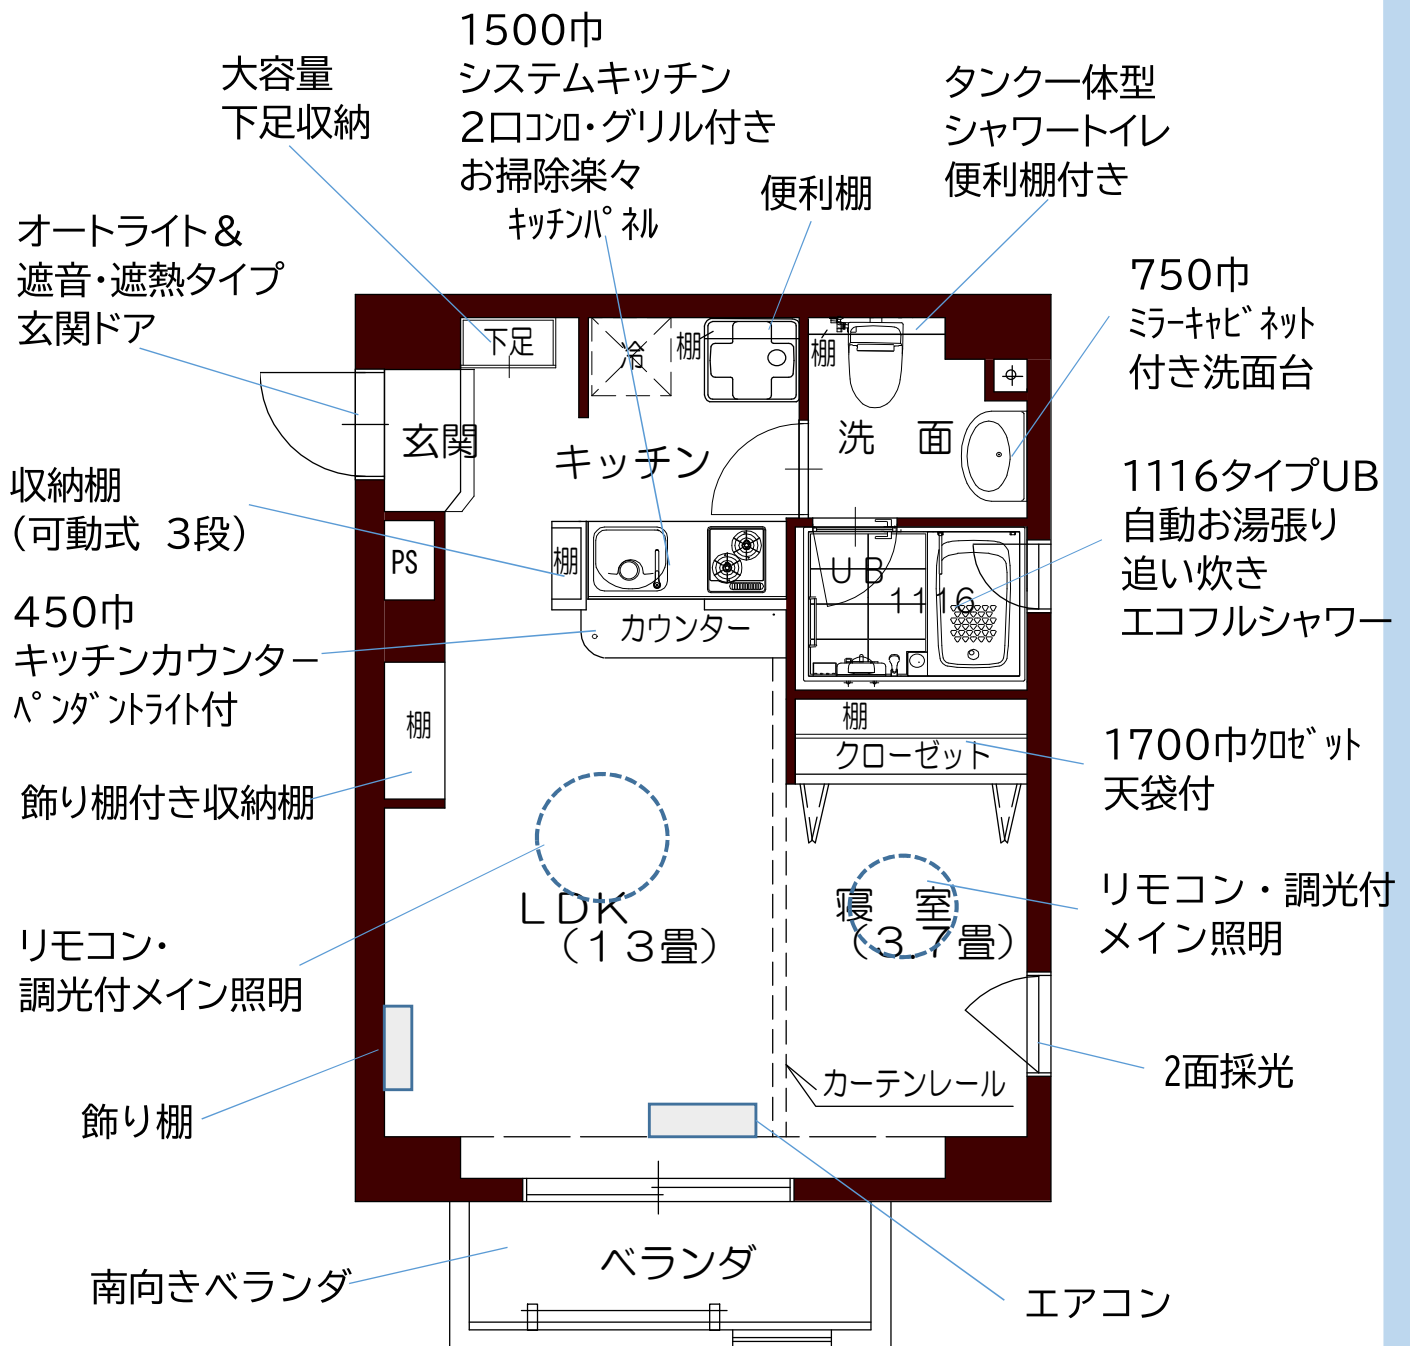 1500巾
システムキッチン
2口ｺﾝﾛ・グリル付き
お掃除楽々
ｷｯﾁﾝﾊﾟﾈﾙ
大容量
下足収納
タンク一体型
シャワートイレ
便利棚付き
便利棚
オートライト＆
遮音・遮熱タイプ
玄関ドア
750巾
ﾐﾗｰｷｬﾋﾞﾈｯﾄ
付き洗面台
下足
冷
棚
棚
玄関
キッチン
洗　面
収納棚
（可動式　3段）
1116タイプUB
自動お湯張り
追い炊き
エコフルシャワー
PS
棚
UB
1116
450巾
キッチンカウンター
ﾍﾟﾝﾀﾞﾝﾄﾗｲﾄ付
カウンター
棚
棚
クローゼット
1700巾ｸﾛｾﾞｯﾄ
天袋付
飾り棚付き収納棚
LDK
（13畳）
寝　室
（3.7畳）
リモコン・調光付
メイン照明
リモコン・
調光付メイン照明
カーテンレール
2面採光
飾り棚
南向きベランダ
ベランダ
エアコン